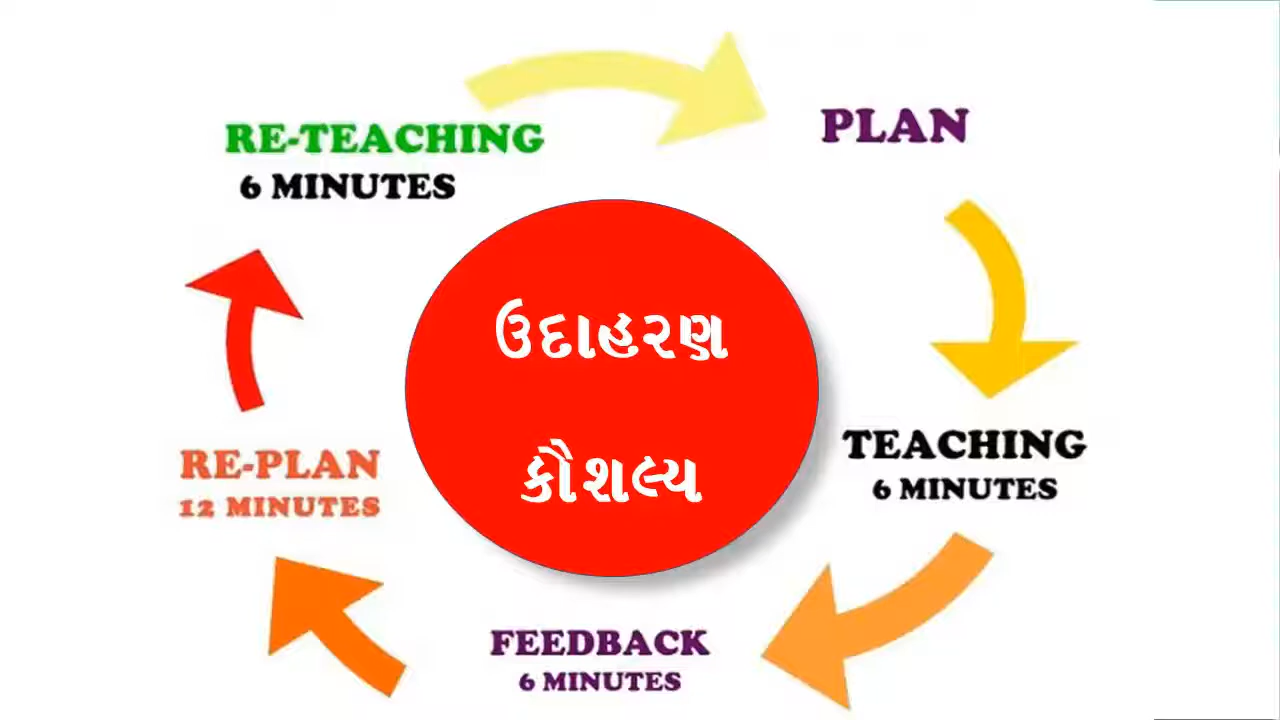 RE-TEACHING
6 MINUTES
PLAN
ઉદાહરણ
કૌશલ્ય
TEACHING
6 MINUTES
RE-PLAN
12 MINUTES
FEEDBACK
6 MINUTES